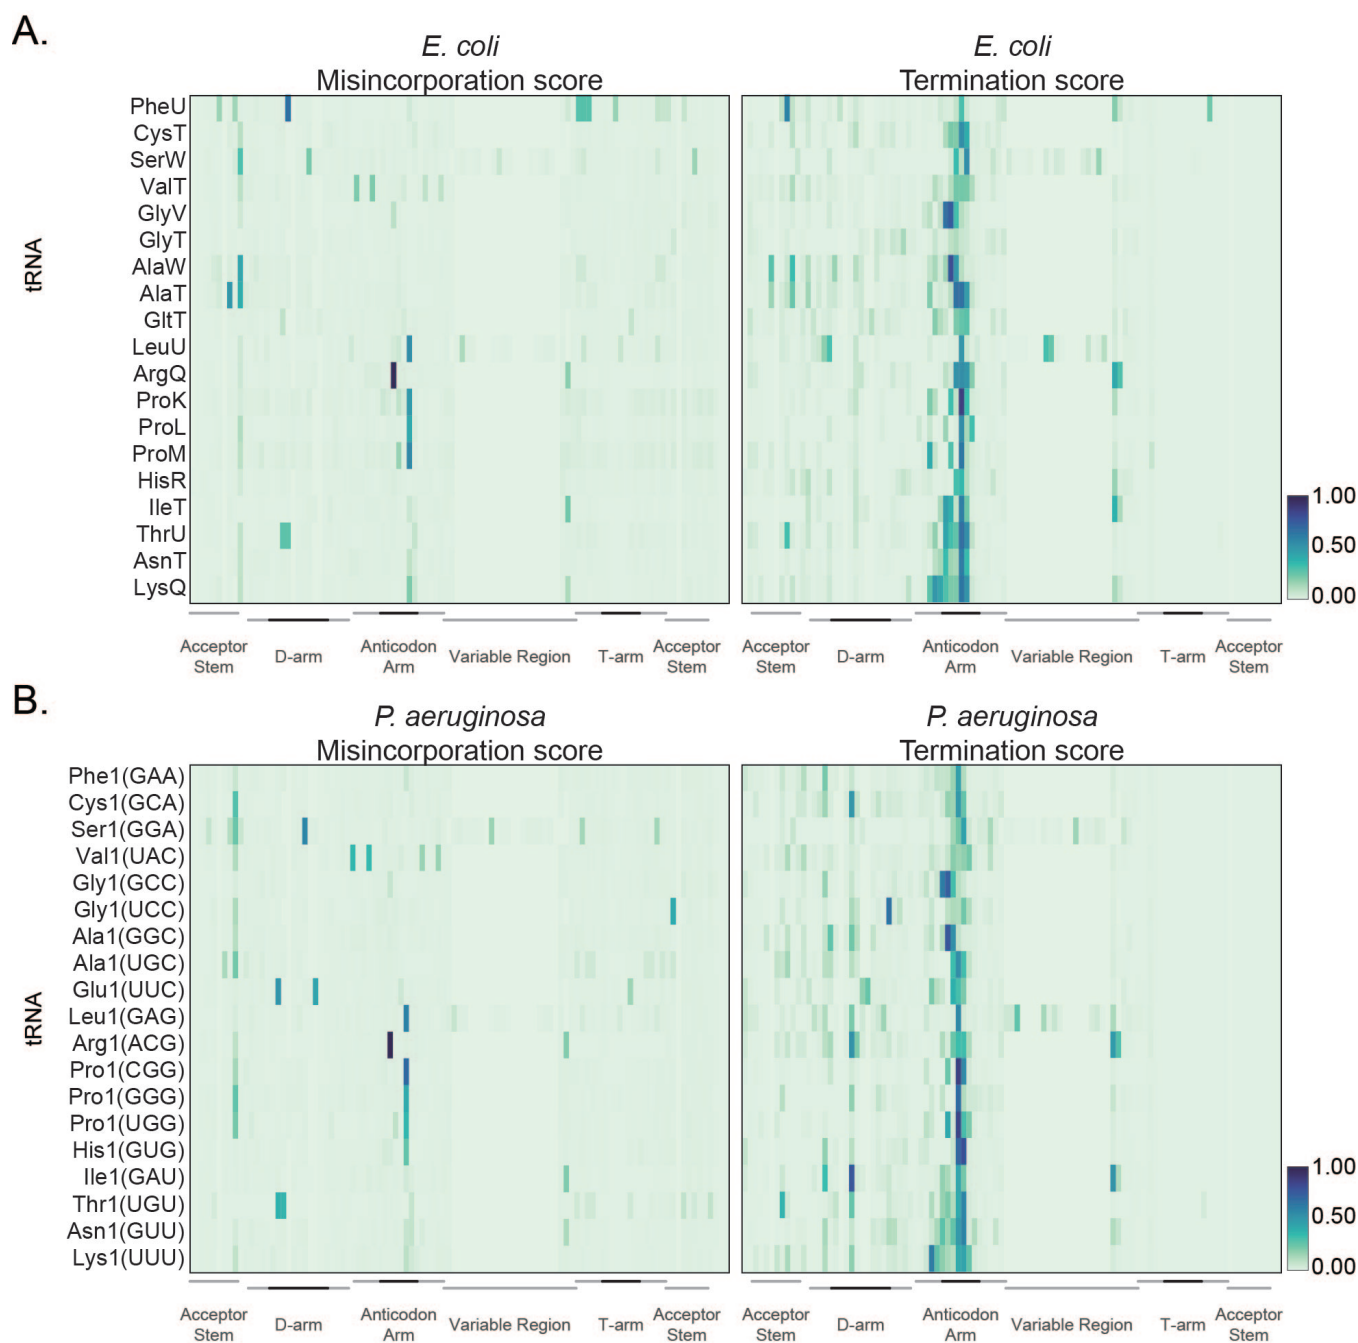 A.
E. coli
Misincorporation score
E. coli
Termination score
tRNA
PheU
CysT
SerW
ValT
GlyV
GlyT
AlaW
AlaT
GltT
LeuU
ArgQ
ProK
ProL
ProM
HisR
IleT
ThrU
AsnT
LysQ
1.00
0.50
0.00
Acceptor
Stem
D-arm
Anticodon
Arm
Variable Region
T-arm
Acceptor
Stem
Acceptor
Stem
D-arm
Anticodon
Arm
Variable Region
T-arm
Acceptor
Stem
B.
P. aeruginosa
Misincorporation score
P. aeruginosa
Termination score
tRNA
Phe1(GAA)
Cys1(GCA)
Ser1(GGA)
Val1(UAC)
Gly1(GCC)
Gly1(UCC)
Ala1(GGC)
Ala1(UGC)
Glu1(UUC)
Leu1(GAG)
Arg1(ACG)
Pro1(CGG)
Pro1(GGG)
Pro1(UGG)
His1(GUG)
Ile1(GAU)
Thr1(UGU)
Asn1(GUU)
Lys1(UUU)
1.00
0.50
0.00
Acceptor
Stem
D-arm
Anticodon
Arm
Variable Region
T-arm
Acceptor
Stem
Acceptor
Stem
D-arm
Anticodon
Arm
Variable Region
T-arm
Acceptor
Stem